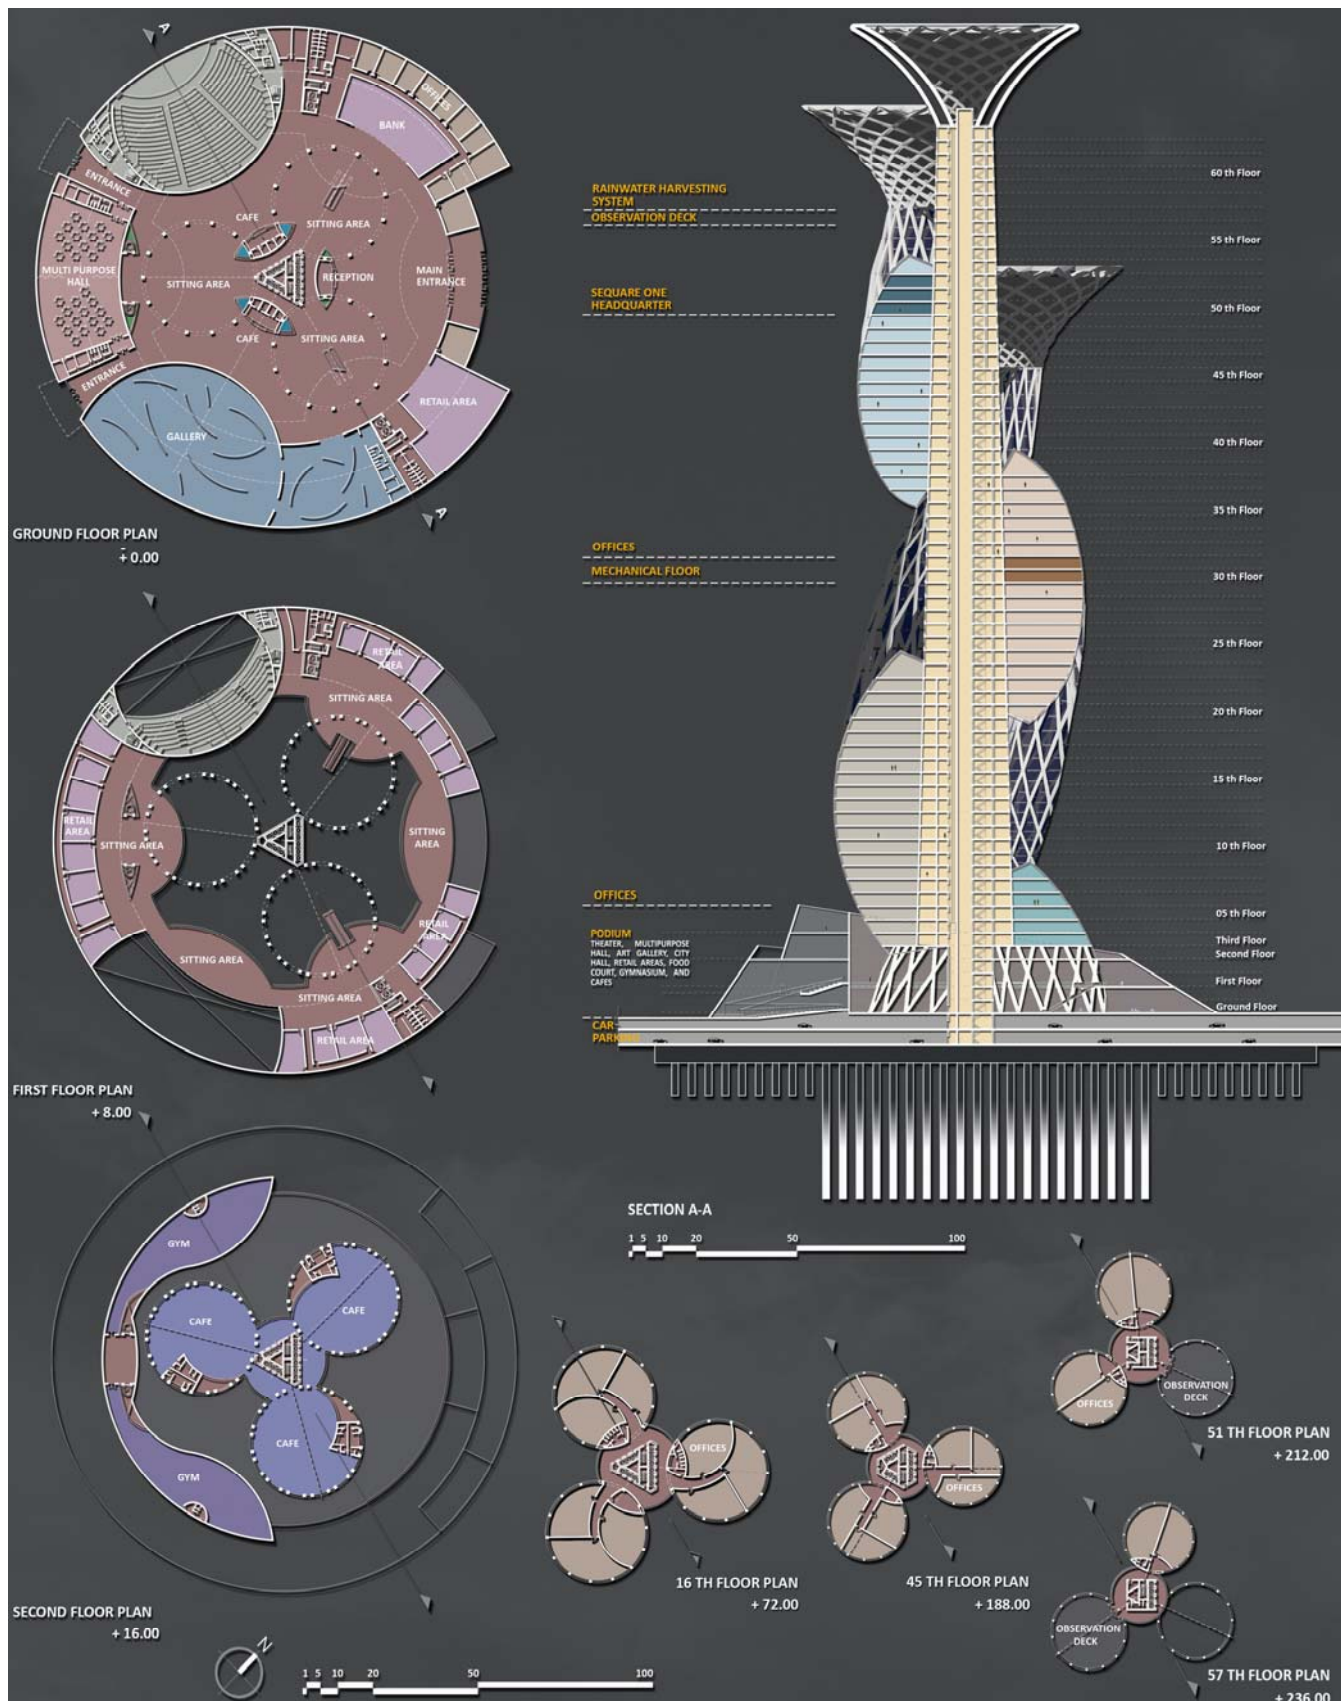 A
OFFICES
BANK
ENTRANCE
CAFE
SITTING AREA
MULTI PURPOSE
HALL
SITTING AREA
RECEPTION
MAIN
ENTRANCE
CAFE
SITTING AREA
ENTRANCE
RETAIL AREA
GALLERY
A
GROUND FLOOR PLAN
+ 0.00
RETAIL
AREA
SITTING AREA
RETAIL
AREA
SITTING AREA
SITTING
AREA
RETAIL
AREA
SITTING AREA
SITTING AREA
RETAIL AREA
FIRST FLOOR PLAN
+ 8.00
GYM
CAFE
CAFE
CAFE
GYM
SECOND FLOOR PLAN
+ 16.00
N
1 5 10 20 50 100
RAINWATER HARVESTING
SYSTEM
OBSERVATION DECK
SEQUARE ONE
HEADQUARTER
OFFICES
MECHANICAL FLOOR
OFFICES
PODIUM
THEATER, MULTIPURPOSE
HALL, ART GALLERY, CITY
HALL, RETAIL AREAS, FOOD
COURT, GYMNASIUM, AND
CAFES
CAR
PARKING
60 th Floor
55 th Floor
50 th Floor
45 th Floor
40 th Floor
35 th Floor
30 th Floor
25 th Floor
20 th Floor
15 th Floor
10 th Floor
05 th Floor
Third Floor
Second Floor
First Floor
Ground Floor
SECTION A-A
1 5 10 20 50 100
OFFICES
16 TH FLOOR PLAN
+ 72.00
OFFICES
45 TH FLOOR PLAN
+ 188.00
OFFICES
OBSERVATION
DECK
51 TH FLOOR PLAN
+ 212.00
OBSERVATION
DECK
57 TH FLOOR PLAN
+ 236.00